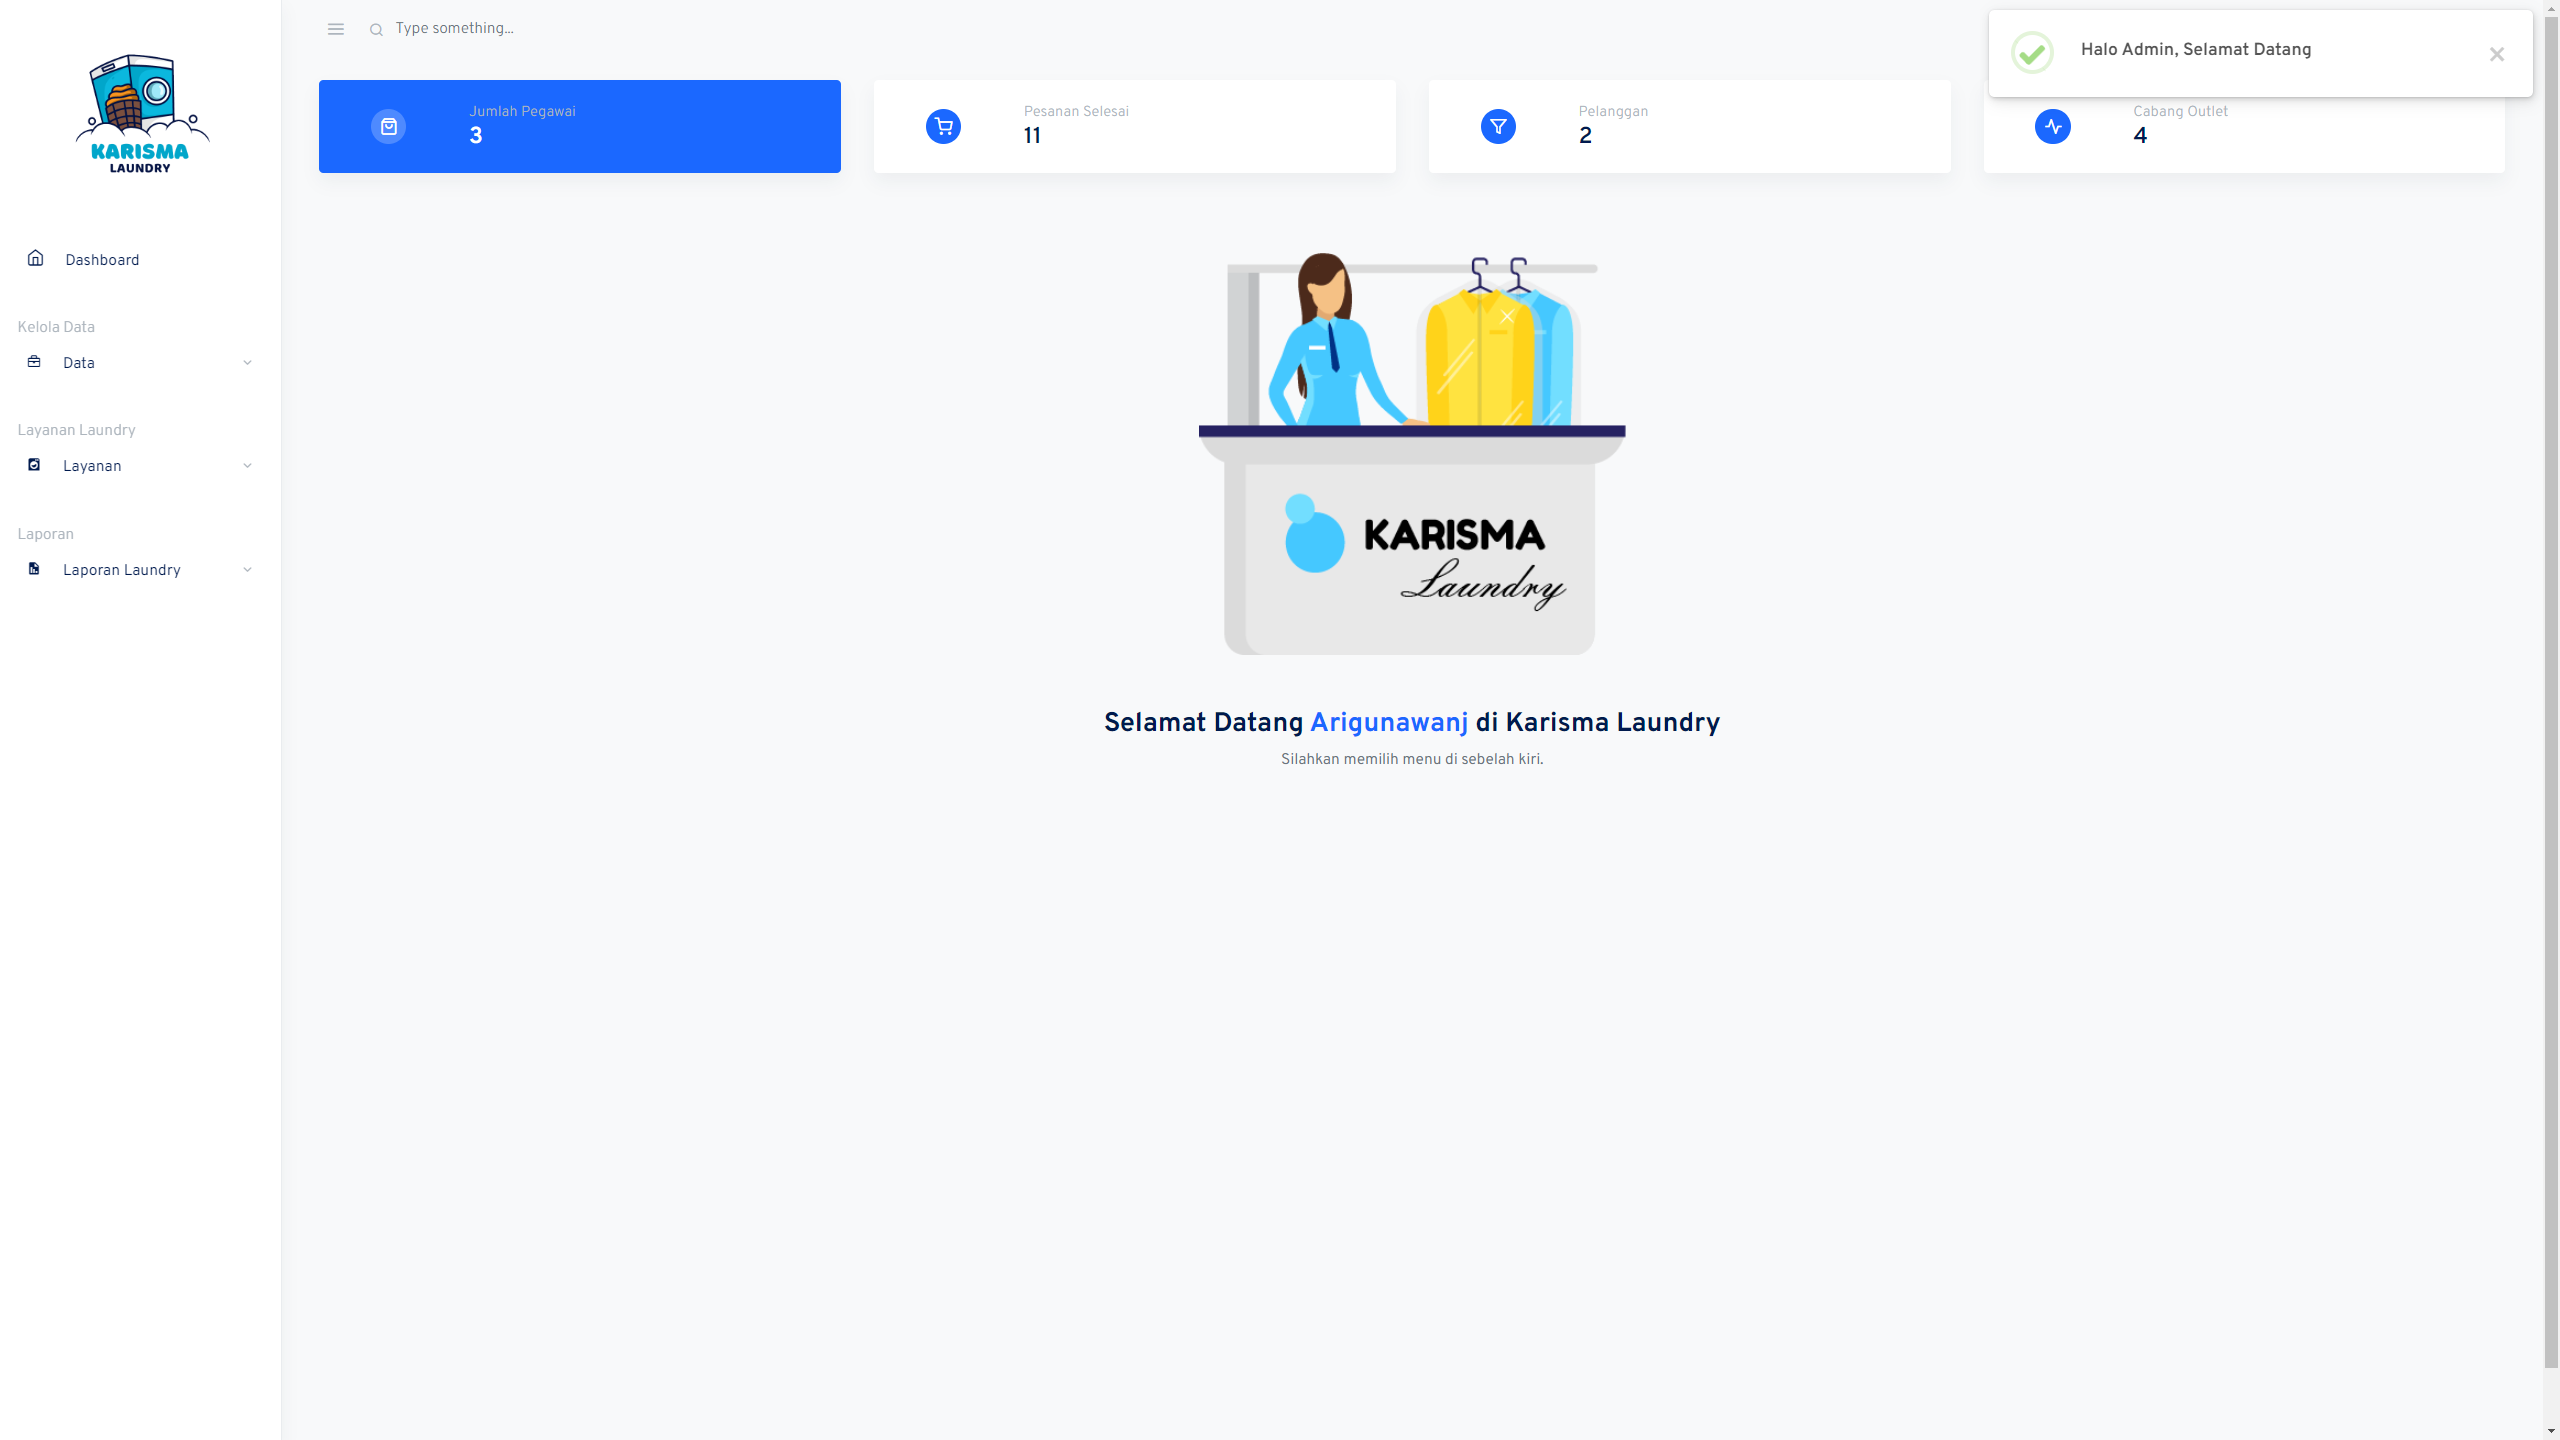 KARISMA
LAUNDRY
Dashboard
Kelola Data
Data
Layanan Laundry
Layanan
Laporan
Laporan Laundry
Type something...
Halo Admin, Selamat Datang
Jumlah Pegawai
3
Pesanan Selesai
11
Pelanggan
2
Cabang Outlet
4
KARISMA
Laundry
Selamat Datang Arigunawanj di Karisma Laundry
Silahkan memilih menu di sebelah kiri.